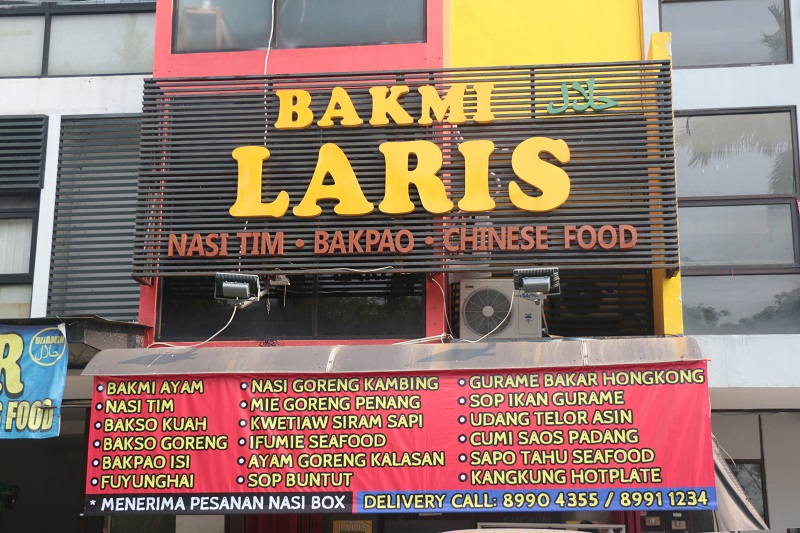 BAKMI
حلال
LARIS
NASI TIM • BAKPAO • CHINESE FOOD
• BAKMI AYAM
• NASI TIM
• BAKSO KUAH
• BAKSO GORENG
• BAKPAO ISI
• FUYUNGHAI
• NASI GORENG KAMBING
• MIE GORENG PENANG
• KWETIAW SIRAM SAPI
• IFUMIE SEAFOOD
• AYAM GORENG KALASAN
• SOP BUNTUT
• GURAME BAKAR HONGKONG
• SOP IKAN GURAME
• UDANG TELOR ASIN
• CUMI SAOS PADANG
• SAPO TAHU SEAFOOD
• KANGKUNG HOTPLATE
* MENERIMA PESANAN NASI BOX
DELIVERY CALL: 8990 4355 / 8991 1234
DIJAMIN
حلال
R
FOOD